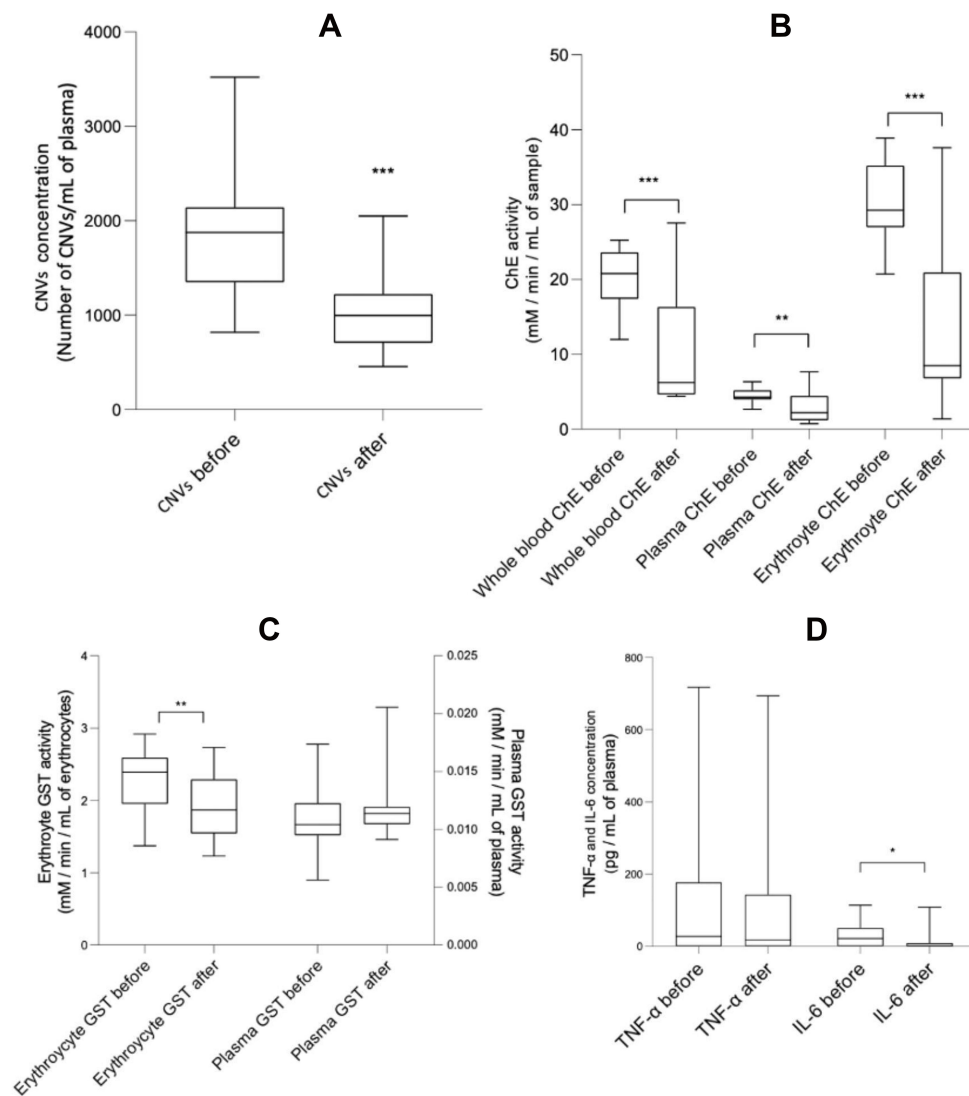 A
4000
3000
2000
1000
0
CNVs concentration
(Number of CNVs/mL of plasma)
***
CNVs before
CNVs after
B
50
40
30
20
10
0
ChE activity
(mM / min / mL of sample)
***
**
***
Whole blood ChE before
Whole blood ChE after
Plasma ChE before
Plasma ChE after
Erythroyte ChE before
Erythroyte ChE after
C
4
3
2
1
0
Erythroyte GST activity
(mM / min / mL of erythrocytes)
**
0.025
0.020
0.015
0.010
0.005
0.000
Plasma GST activity
(mM / min / mL of plasma)
Erythroycyte GST before
Erythroycyte GST after
Plasma GST before
Plasma GST after
D
800
600
400
200
0
TNF-α and IL-6 concentration
(pg / mL of plasma)
*
TNF-α before
TNF-α after
IL-6 before
IL-6 after